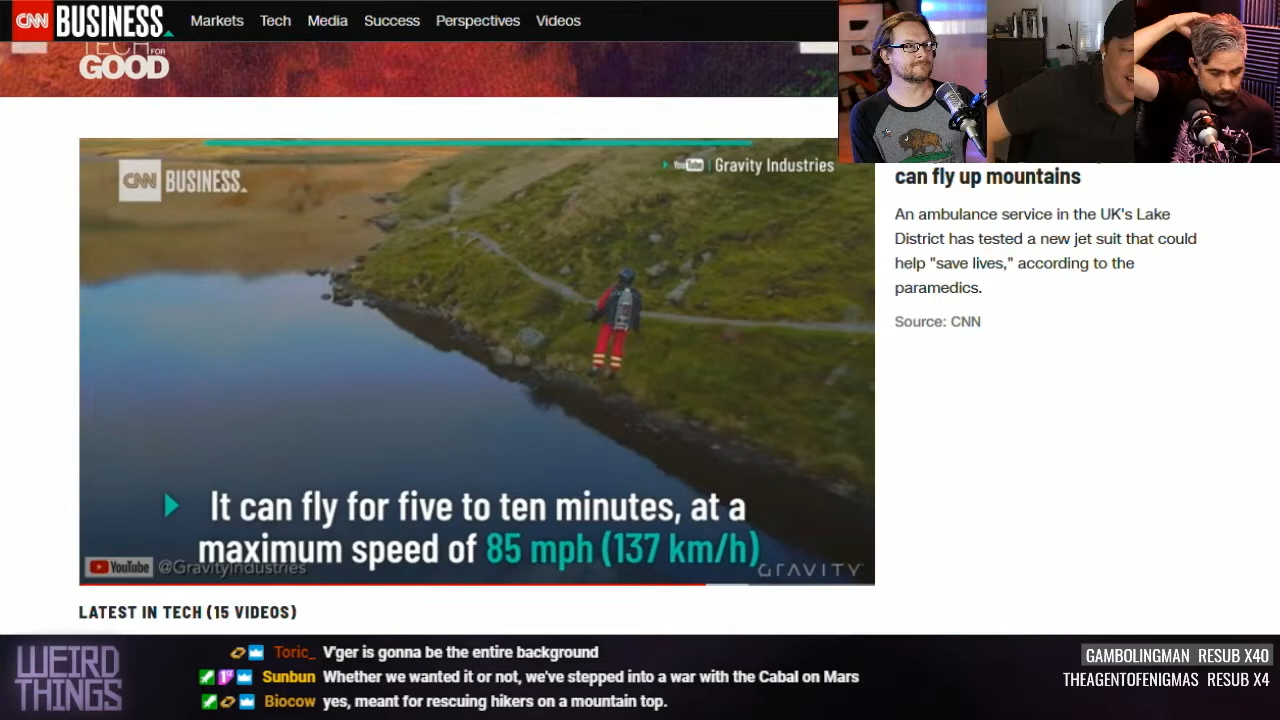 CNN BUSINESS
Markets Tech Media Success Perspectives Videos
TECH FOR
GOOD
CNN BUSINESS
YouTube | Gravity Industries
can fly up mountains
An ambulance service in the UK's Lake
District has tested a new jet suit that could
help "save lives," according to the
paramedics.
Source: CNN
It can fly for five to ten minutes, at a
maximum speed of 85 mph (137 km/h)
YouTube @GravityIndustries
GRAVITY
LATEST IN TECH (15 VIDEOS)
WEIRD
THINGS
Toric_ V'ger is gonna be the entire background
Sunbun Whether we wanted it or not, we've stepped into a war with the Cabal on Mars
Biocow yes, meant for rescuing hikers on a mountain top.
GAMBOLINGMAN RESUB X40
THEAGENTOFENIGMAS RESUB X4